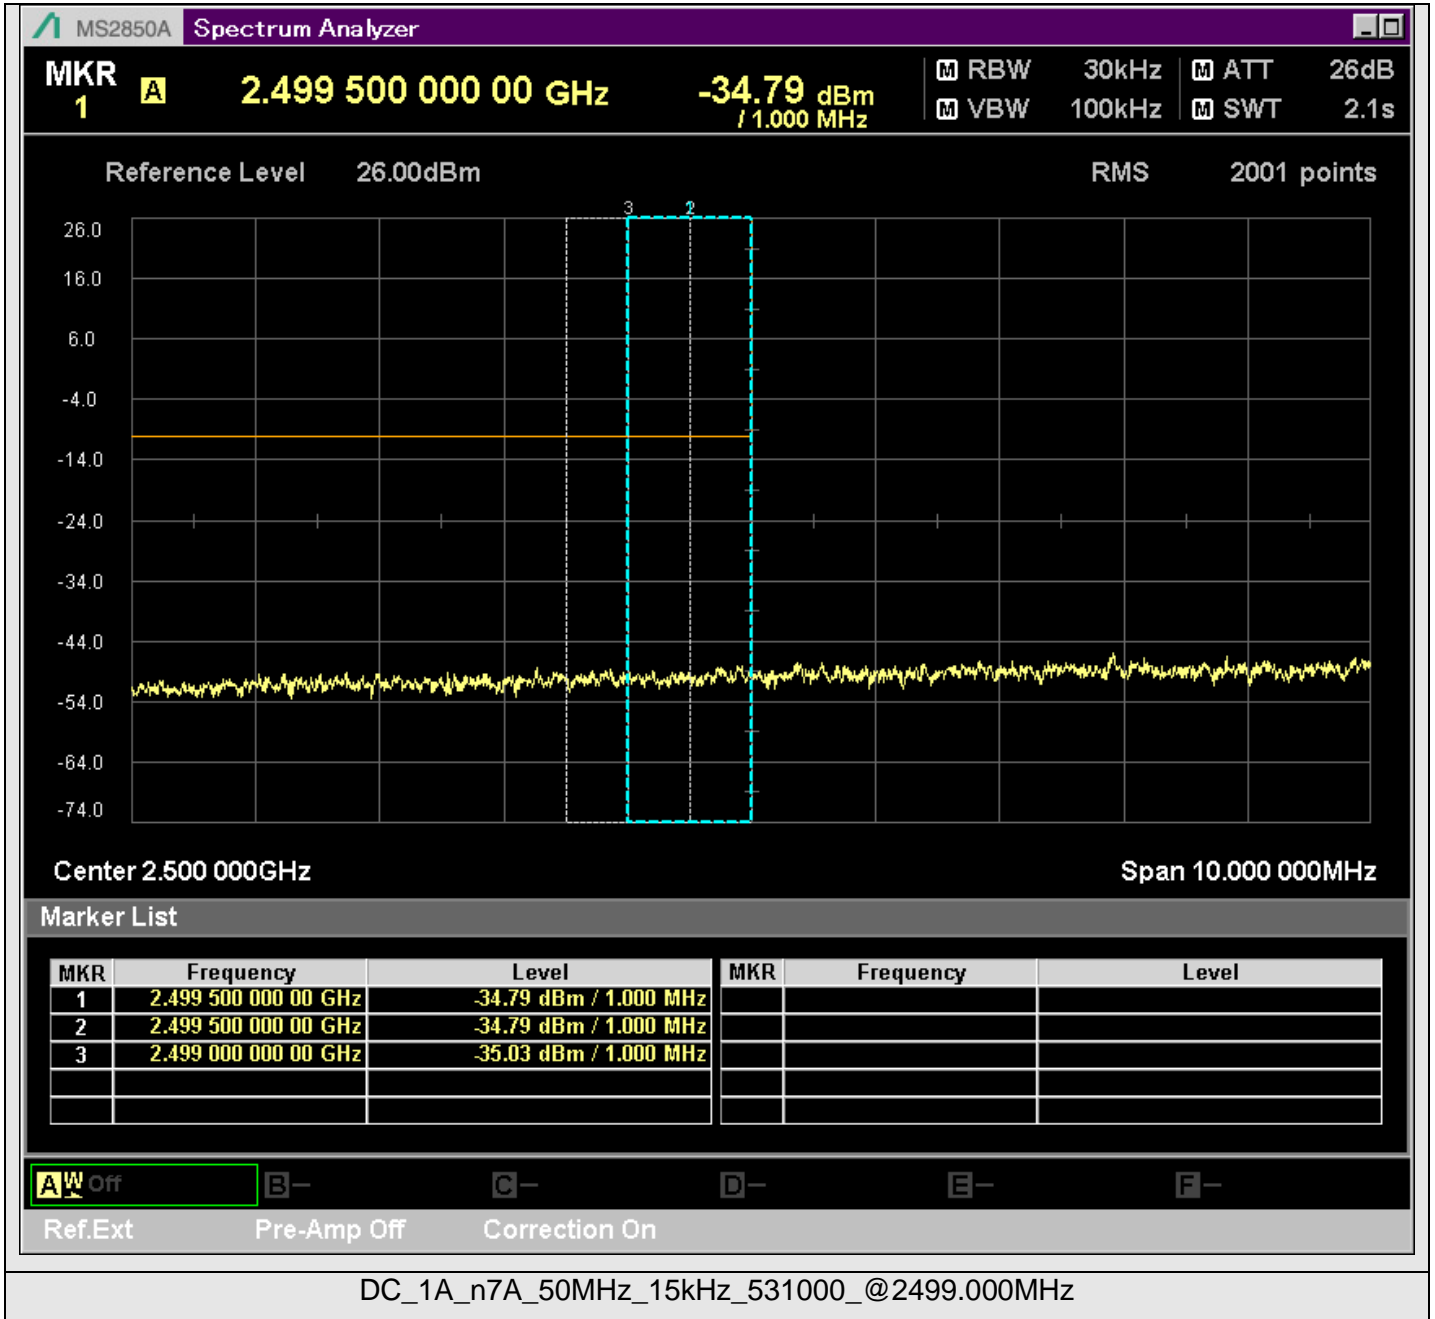 MS2850A Spectrum Analyzer
MKR 1 A 2.499 500 000 00 GHz -34.79 dBm / 1.000 MHz
M RBW 30kHz M ATT 26dB
M VBW 100kHz M SWT 2.1s
Reference Level 26.00dBm RMS 2001 points
3 2
26.0
16.0
6.0
-4.0
-14.0
-24.0
-34.0
-44.0
-54.0
-64.0
-74.0
Center 2.500 000GHz Span 10.000 000MHz
Marker List
MKR Frequency Level MKR Frequency Level
1 2.499 500 000 00 GHz -34.79 dBm / 1.000 MHz
2 2.499 500 000 00 GHz -34.79 dBm / 1.000 MHz
3 2.499 000 000 00 GHz -35.03 dBm / 1.000 MHz
A W Off B- C- D- E- F-
Ref.Ext Pre-Amp Off Correction On
DC_1A_n7A_50MHz_15kHz_531000_@2499.000MHz